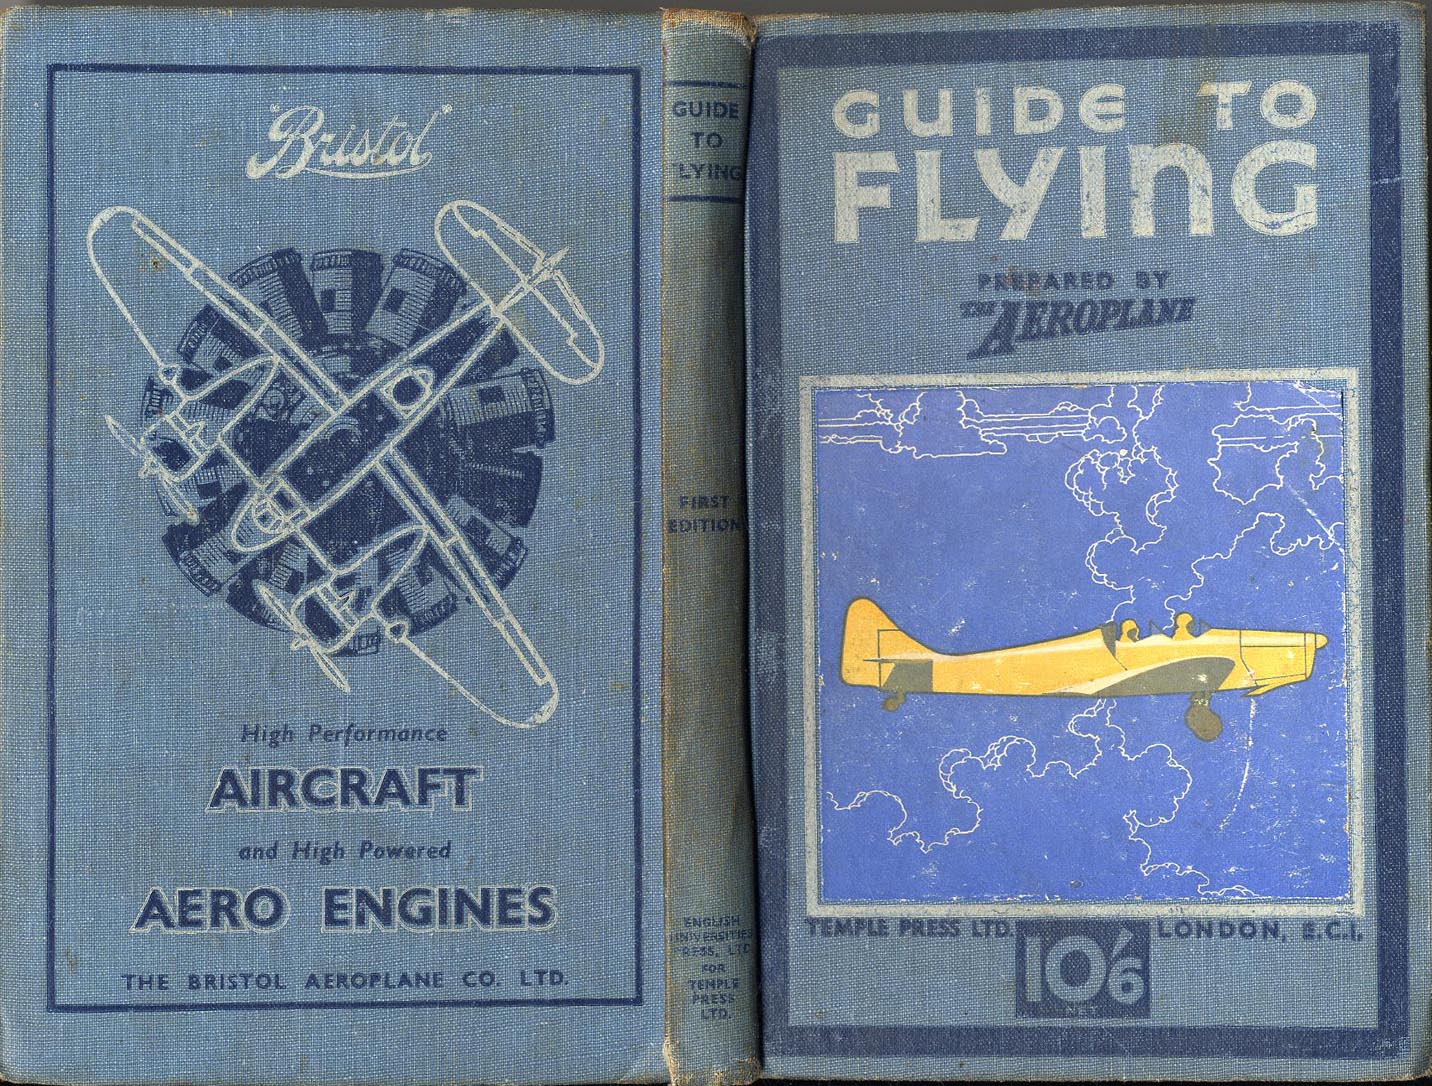 "Bristol"
High Performance
AIRCRAFT
and High Powered
AERO ENGINES
THE BRISTOL AEROPLANE CO. LTD.
GUIDE
TO
FLYING
FIRST
EDITION
ENGLISH
UNIVERSITIES
PRESS, LTD
FOR
TEMPLE
PRESS
LTD.
GUIDE TO
FLYING
PREPARED BY
THE AEROPLANE
TEMPLE PRESS LTD. LONDON, E.C.1,
10'6
NET